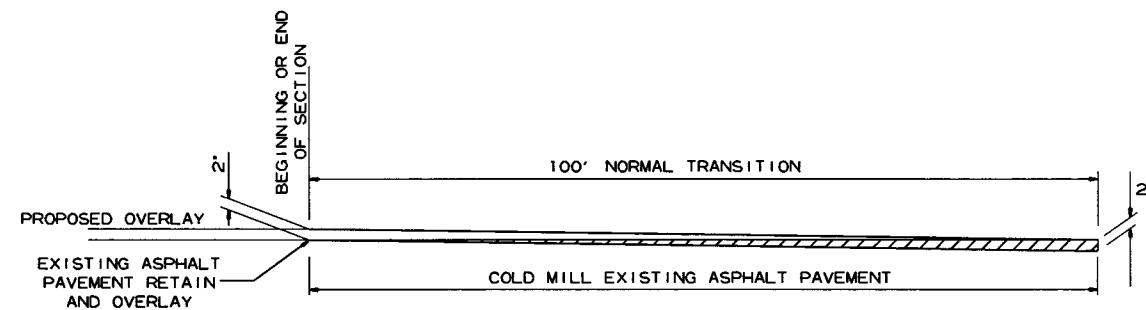 BEGINNING OR END
OF SECTION
2"
100' NORMAL TRANSITION
2
PROPOSED OVERLAY
EXISTING ASPHALT
PAVEMENT RETAIN
AND OVERLAY
COLD MILL EXISTING ASPHALT PAVEMENT